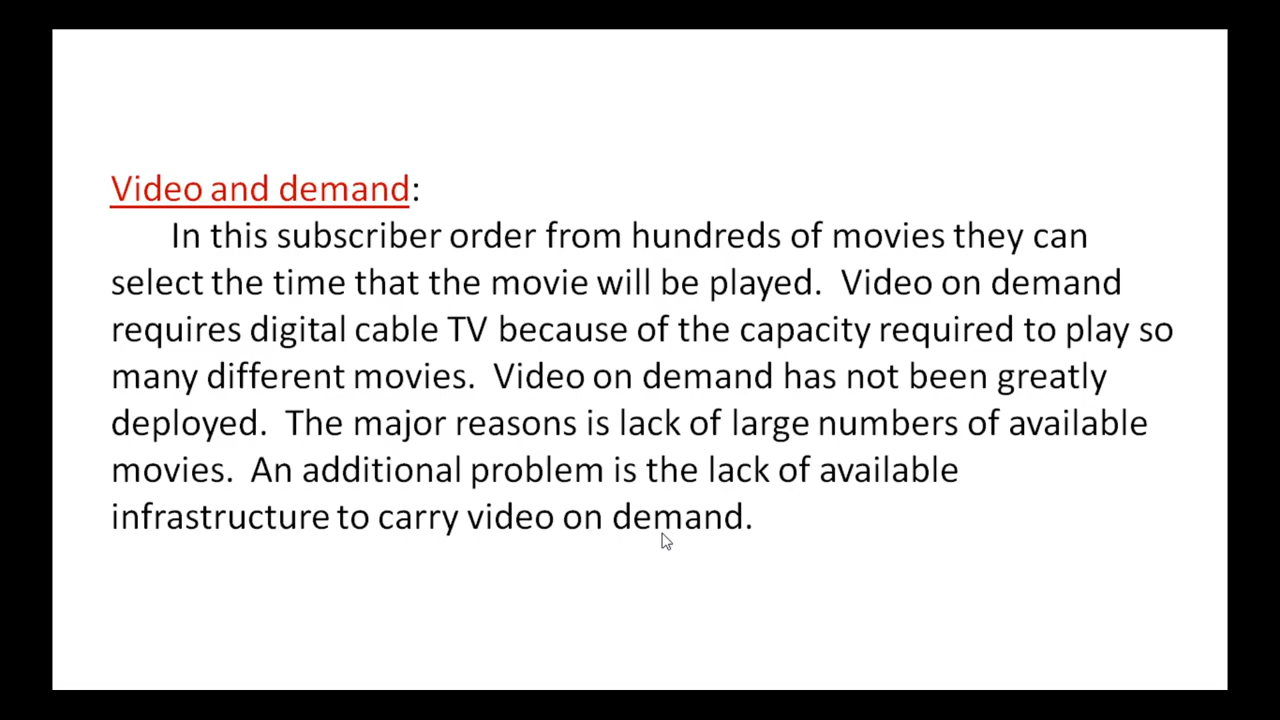 Video and demand:
In this subscriber order from hundreds of movies they can
select the time that the movie will be played.  Video on demand
requires digital cable TV because of the capacity required to play so
many different movies.  Video on demand has not been greatly
deployed.  The major reasons is lack of large numbers of available
movies.  An additional problem is the lack of available
infrastructure to carry video on demand.